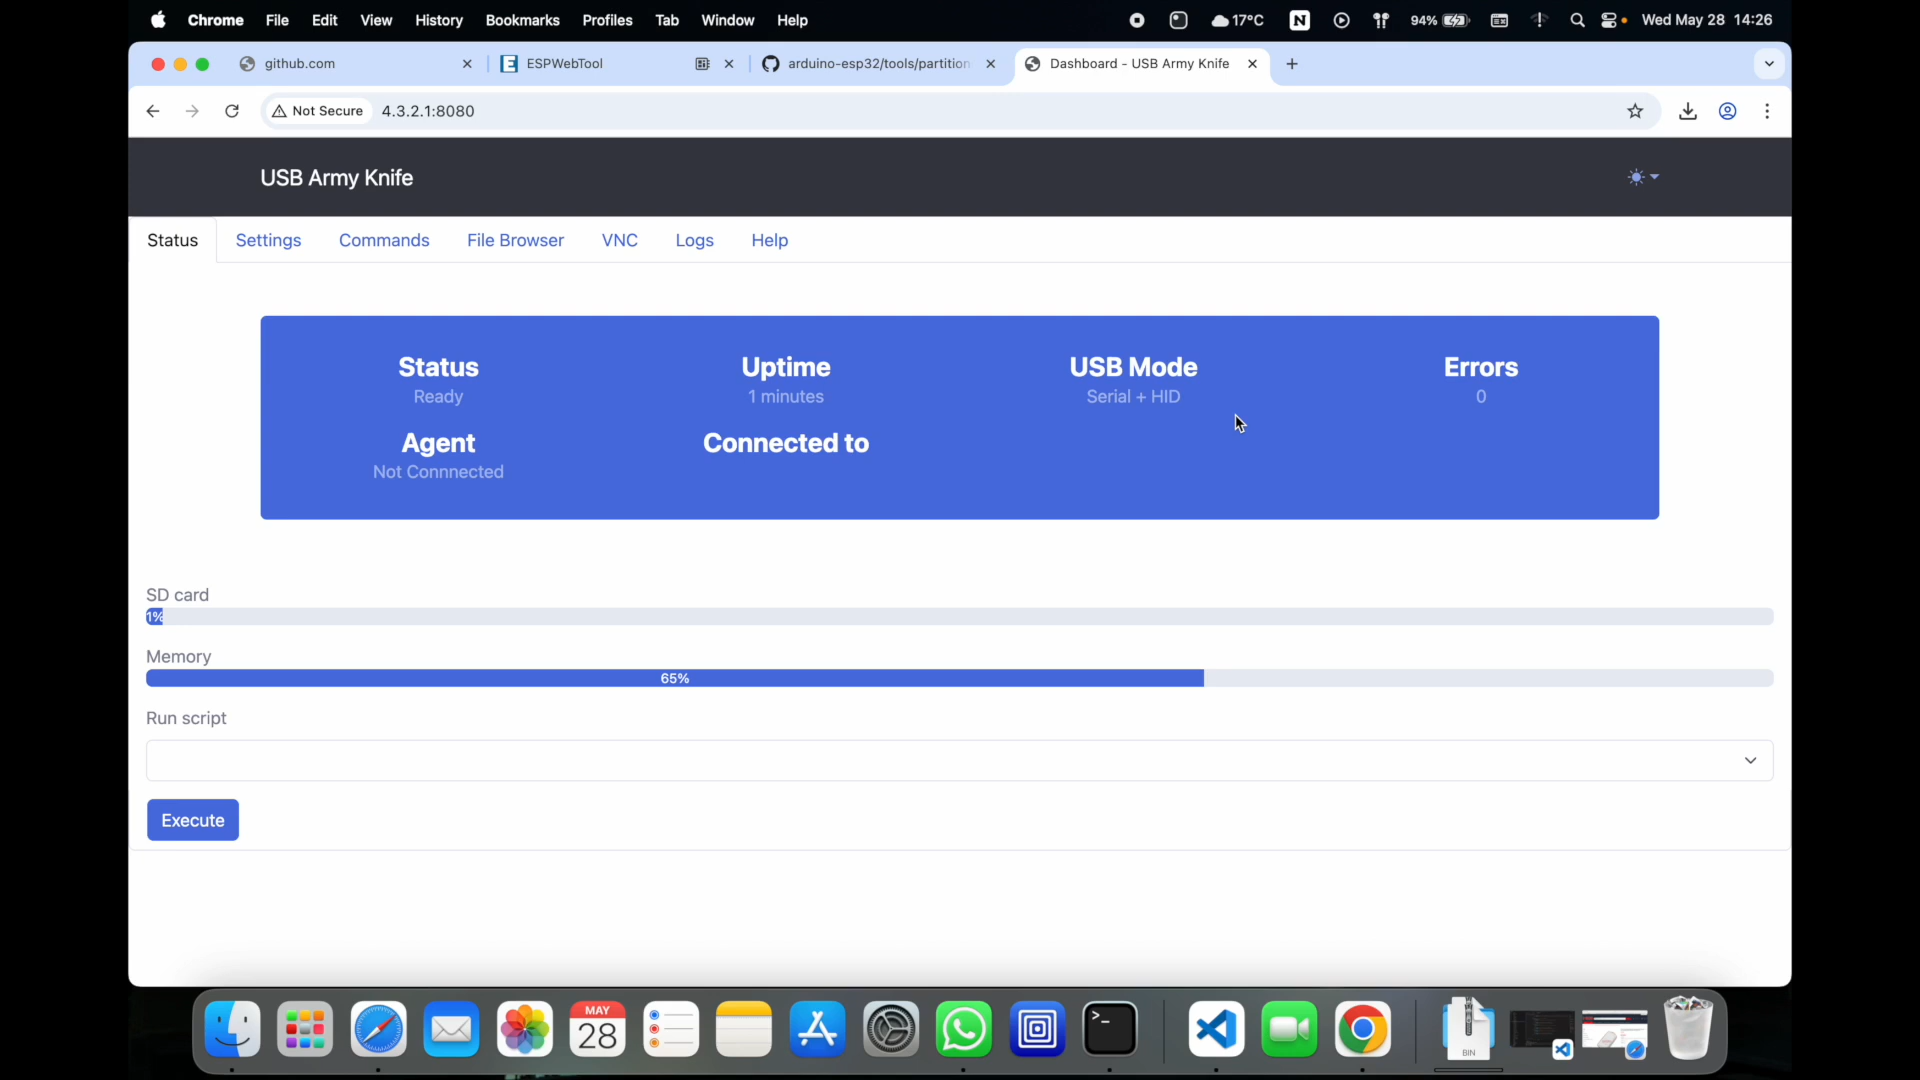 Chrome File Edit View History Bookmarks Profiles Tab Window Help 17°C 94% Wed May 28 14:26
github.com ESPWebTool arduino-esp32/tools/partition Dashboard - USB Army Knife
Not Secure 4.3.2.1:8080
USB Army Knife
Status Settings Commands File Browser VNC Logs Help
Status Uptime USB Mode Errors
Ready 1 minutes Serial + HID 0
Agent Connected to
Not Connnected
SD card
1%
Memory
65%
Run script
Execute
MAY
28
BIN